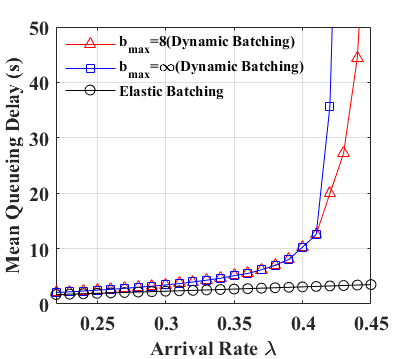 50
40
30
20
10
0
Mean Queueing Delay (s)
b_max=8(Dynamic Batching)
b_max=∞(Dynamic Batching)
Elastic Batching
0.25 0.3 0.35 0.4 0.45
Arrival Rate λ